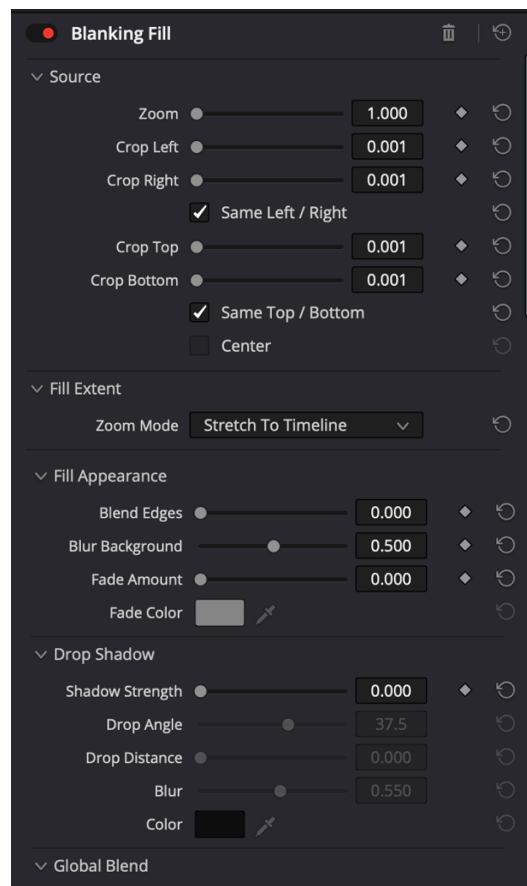 Blanking Fill
Source
Zoom 1.000
Crop Left 0.001
Crop Right 0.001
Same Left / Right
Crop Top 0.001
Crop Bottom 0.001
Same Top / Bottom
Center
Fill Extent
Zoom Mode Stretch To Timeline
Fill Appearance
Blend Edges 0.000
Blur Background 0.500
Fade Amount 0.000
Fade Color
Drop Shadow
Shadow Strength 0.000
Drop Angle 37.5
Drop Distance 0.000
Blur 0.550
Color
Global Blend